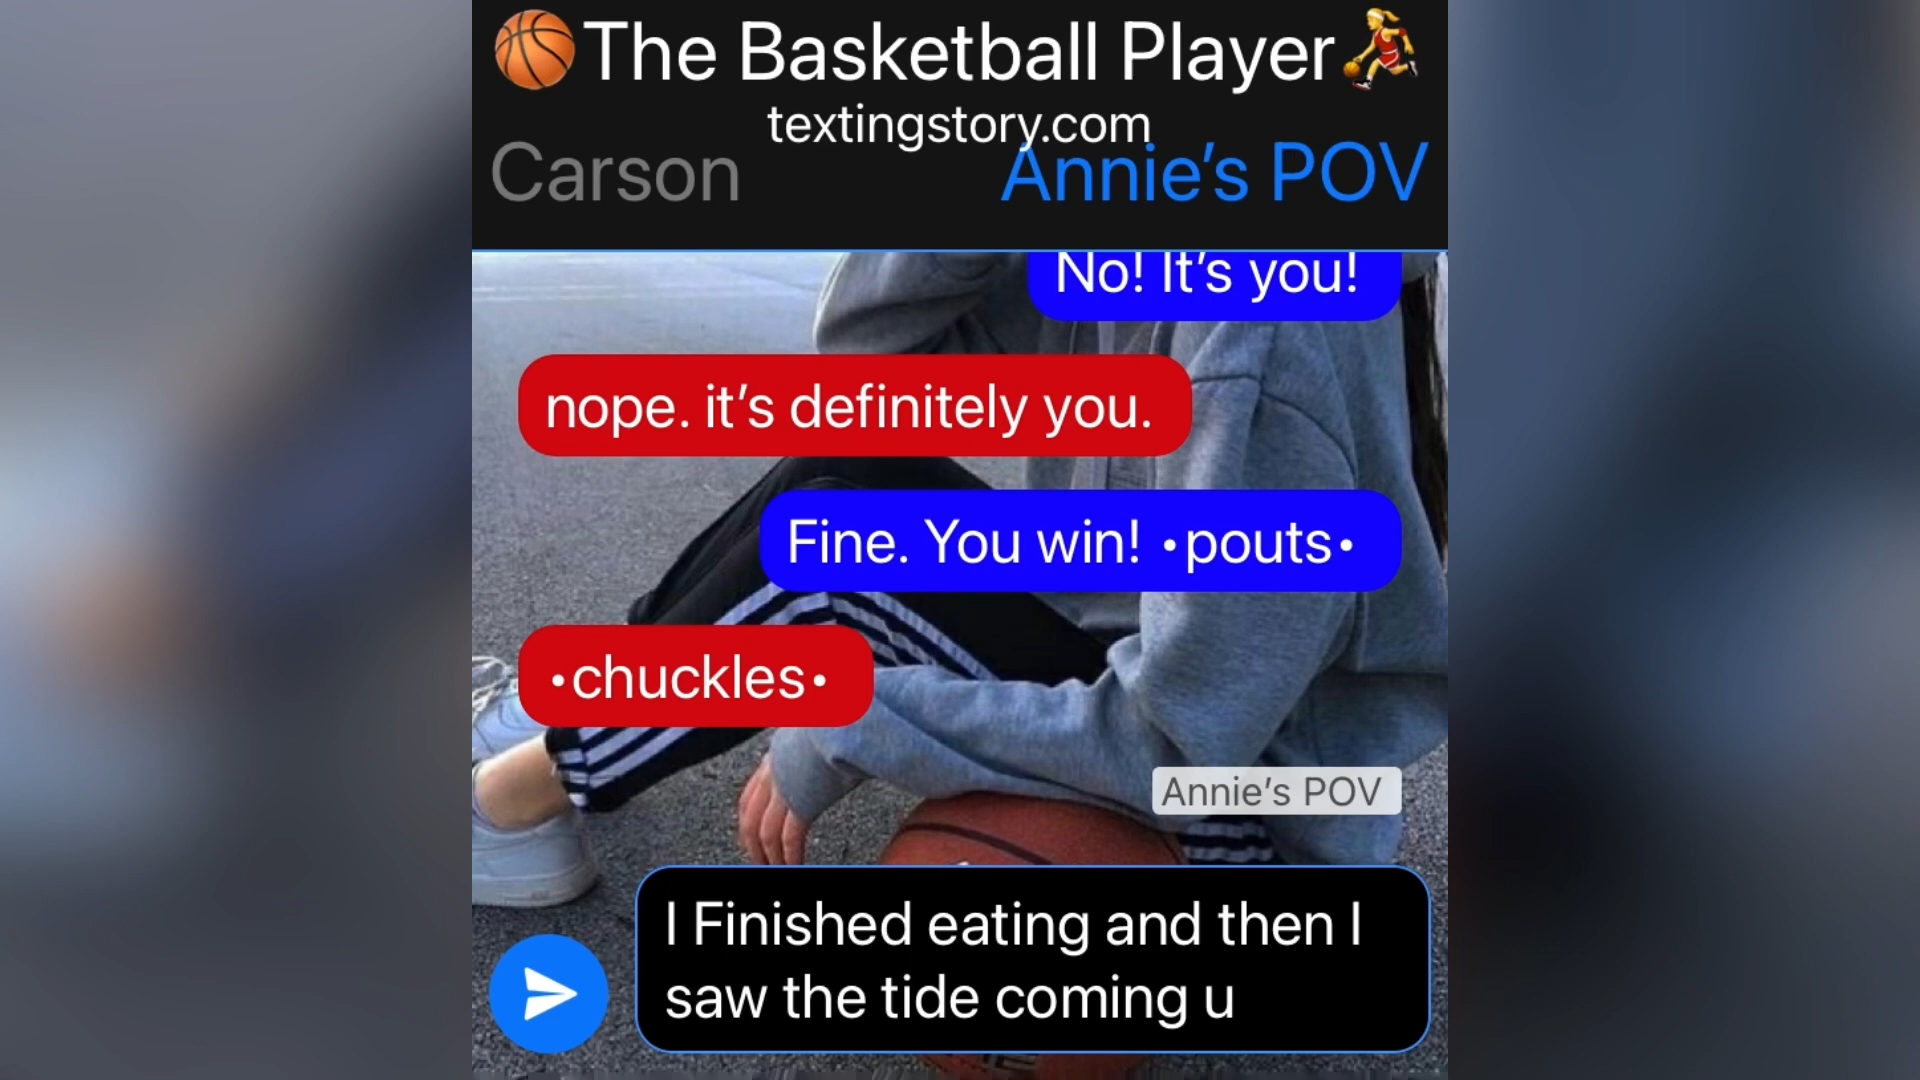 🏀The Basketball Player⛹️‍♀️
textingstory.com
Carson
Annie’s POV
No! It’s you!
nope. it’s definitely you.
Fine. You win! •pouts•
•chuckles•
Annie’s POV
I Finished eating and then I
saw the tide coming u